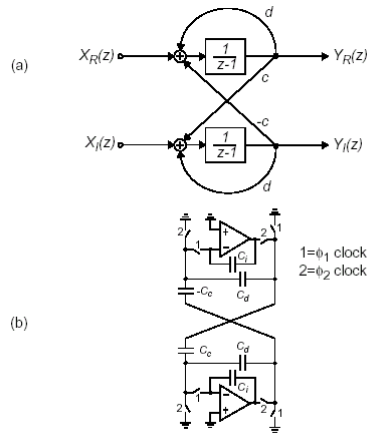 (a)
d
X_R(z)
1
z-1
Y_R(z)
c
-c
X_I(z)
1
z-1
Y_I(z)
d
(b)
2
1
+
−
C_i
2
1
1=ϕ₁ clock
2=ϕ₂ clock
-C_c
C_d
C_c
C_d
C_i
1
2
−
+
2
1